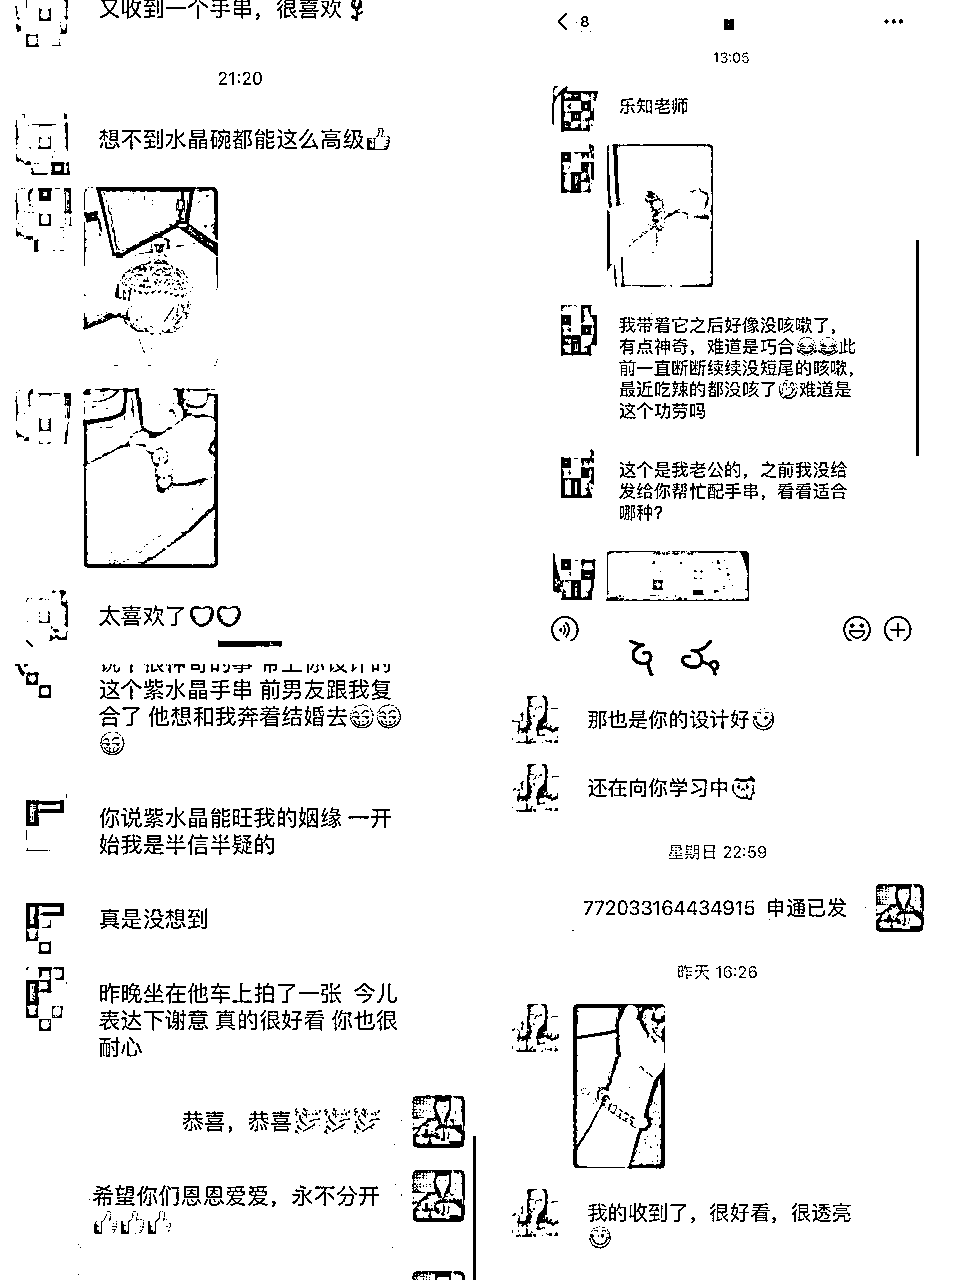 又收到一个手串，很喜欢
21:20
想不到水晶碗都能这么高级
太喜欢了
说个很神奇的事 带上你设计的
这个紫水晶手串 前男友跟我复
合了 他想和我奔着结婚去
你说紫水晶能旺我的姻缘 一开
始我是半信半疑的
真是没想到
昨晚坐在他车上拍了一张 今儿
表达下谢意 真的很好看 你也很
耐心
恭喜，恭喜
希望你们恩恩爱爱，永不分开
8
13:05
乐知老师
我带着它之后好像没咳嗽了，
有点神奇，难道是巧合此
前一直断断续续没短尾的咳嗽，
最近吃辣的都没咳了难道是
这个功劳吗
这个是我老公的，之前我没给
发给你帮忙配手串，看看适合
哪种？
那也是你的设计好
还在向你学习中
星期日 22:59
772033164434915 申通已发
昨天 16:26
我的收到了，很好看，很透亮